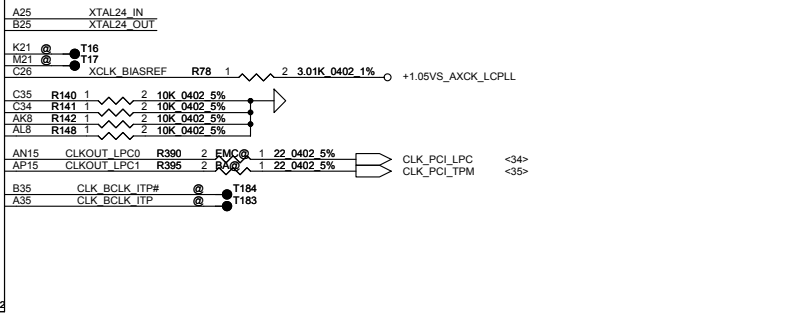 A25 XTAL24_IN
B25 XTAL24_OUT
K21 @ T16
M21 @ T17
C26 XCLK_BIASREF R78 1 2 3.01K_0402_1% +1.05VS_AXCK_LCPLL
C35 R140 1 2 10K_0402_5%
C34 R141 1 2 10K_0402_5%
AK8 R142 1 2 10K_0402_5%
AL8 R148 1 2 10K_0402_5%
AN15 CLKOUT_LPC0 R390 2 EMC@ 1 22_0402_5% CLK_PCI_LPC <34>
AP15 CLKOUT_LPC1 R395 2 BA@ 1 22_0402_5% CLK_PCI_TPM <35>
B35 CLK_BCLK_ITP# @ T184
A35 CLK_BCLK_ITP @ T183
2